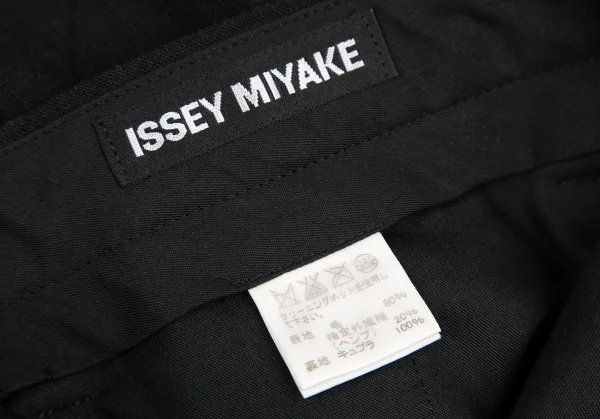 ISSEY MIYAKE
クリーニングネットを使用し
て下さい。
表地 毛 80%
指定外繊維 20%
(ヘンプ)
裏地 キュプラ 100%